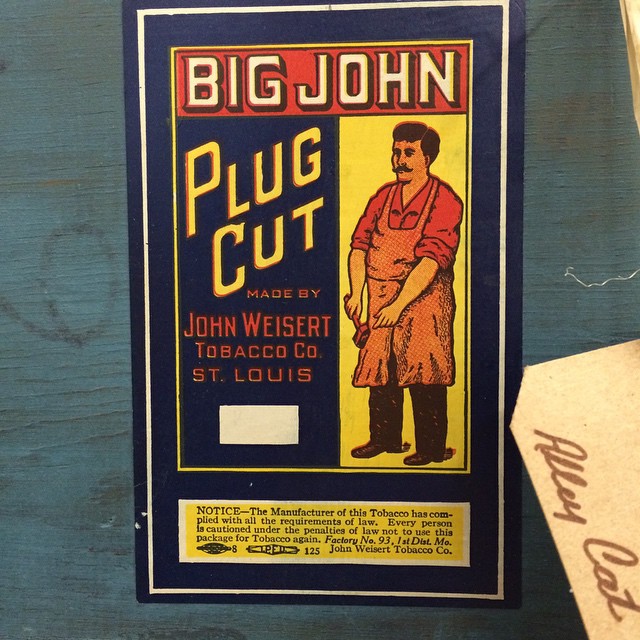 BIG JOHN
PLUG
CUT
MADE BY
JOHN WEISERT
TOBACCO CO.
ST. LOUIS
NOTICE—The Manufacturer of this Tobacco has com-
plied with all the requirements of law. Every person
is cautioned under the penalties of law not to use this
package for Tobacco again. Factory No. 93, 1st Dist. Mo.
8 125 John Weisert Tobacco Co.
Alley Cat